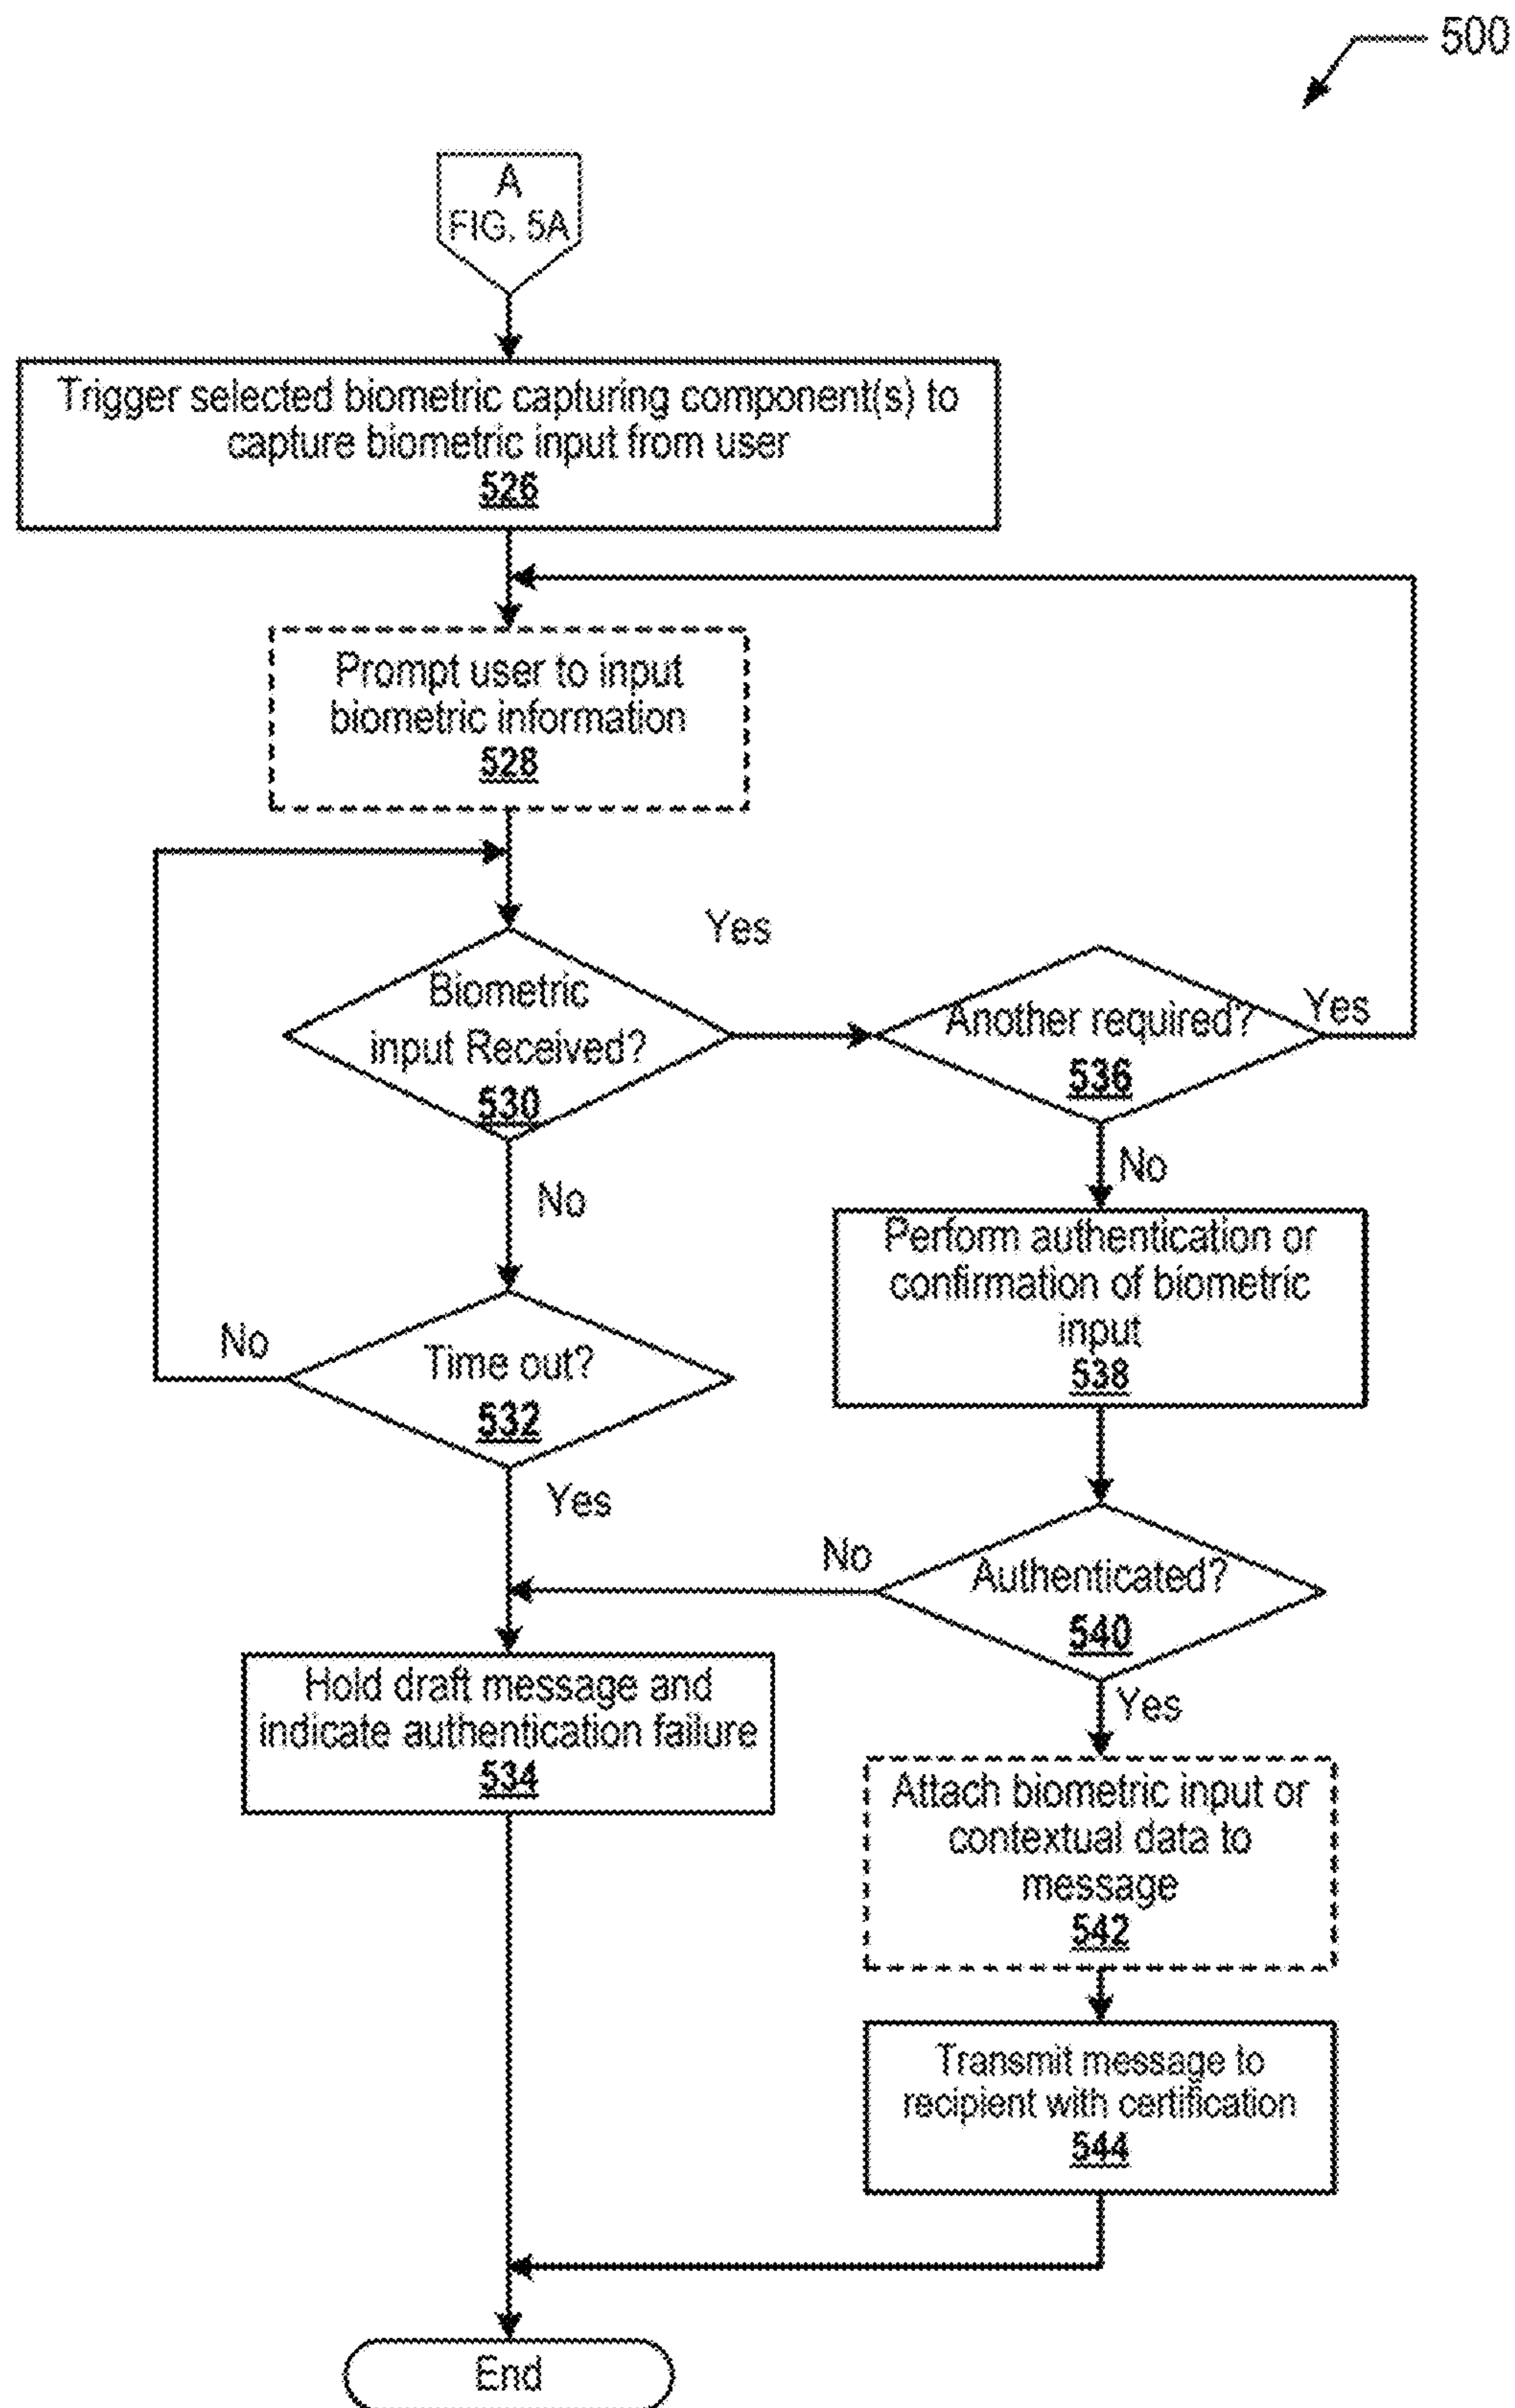 500
A
FIG. 5A
Trigger selected biometric capturing component(s) to
capture biometric input from user
526
Prompt user to input
biometric information
528
Yes
Biometric
input Received?
530
Another required?
536
Yes
No
No
Perform authentication or
confirmation of biometric
input
538
No
Time out?
532
Yes
No
Authenticated?
540
Yes
Hold draft message and
indicate authentication failure
534
Attach biometric input or
contextual data to
message
542
Transmit message to
recipient with certification
544
End